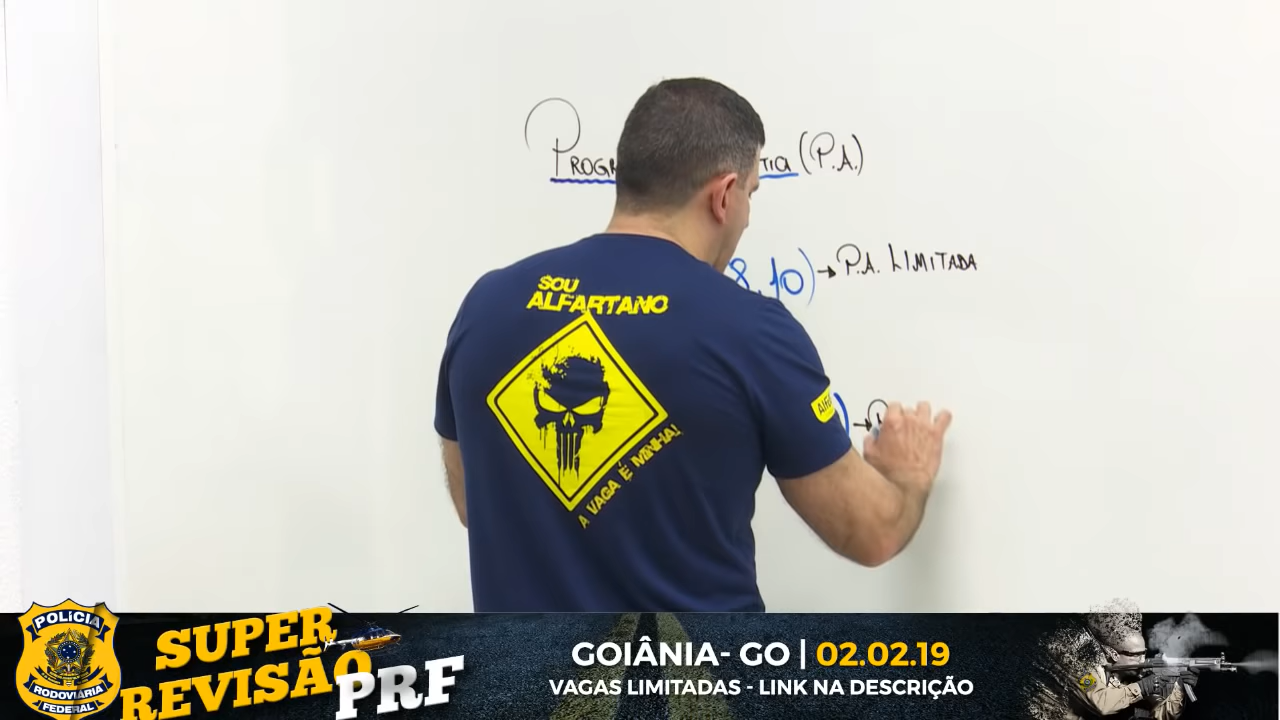 PROGR TICA (P.A.)
8, 10) → P.A. LIMITADA
) →
SOU
ALFARTANO
A VAGA É MINHA!
POLÍCIA
RODOVIÁRIA
FEDERAL
SUPER
REVISÃO
PRF
GOIÂNIA- GO | 02.02.19
VAGAS LIMITADAS - LINK NA DESCRIÇÃO